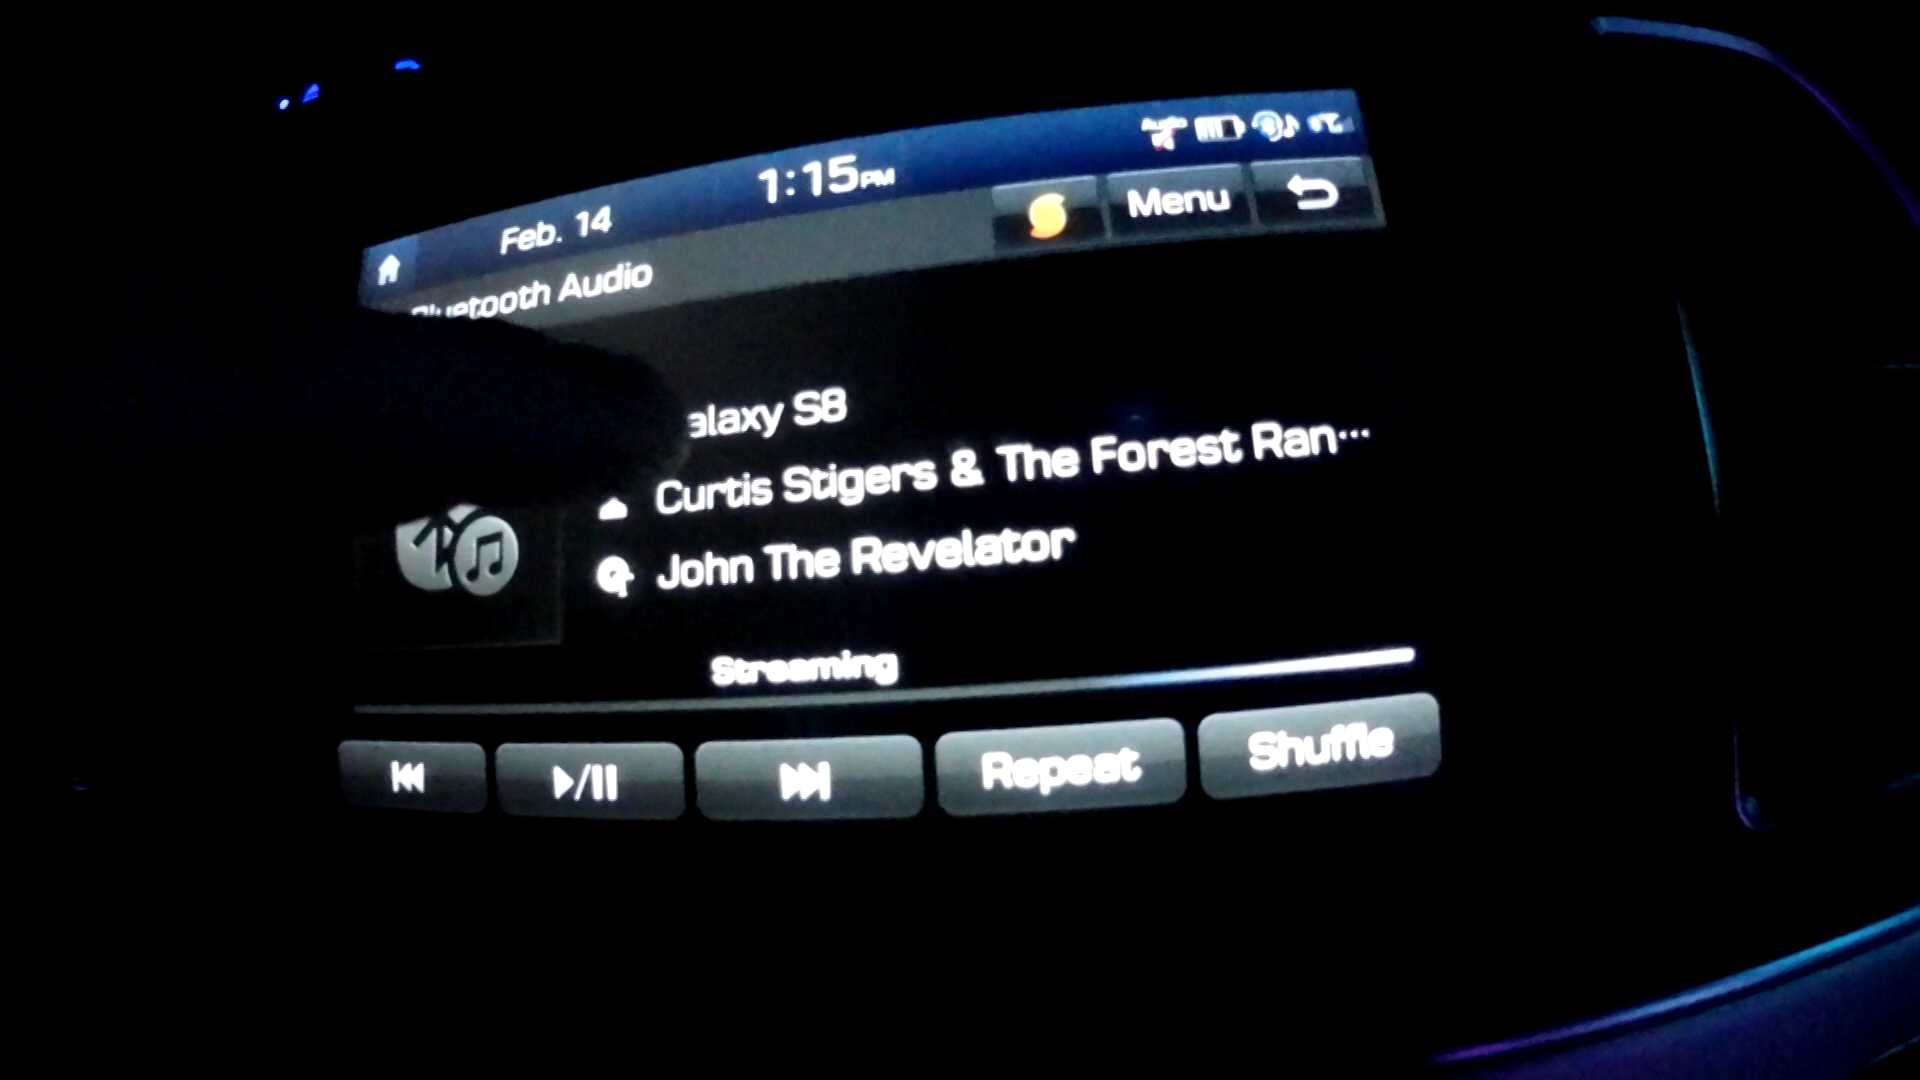 Audio
Feb. 14 1:15PM
Bluetooth Audio Menu
alaxy S8
Curtis Stigers & The Forest Ran...
John The Revelator
Streaming
Repeat Shuffle